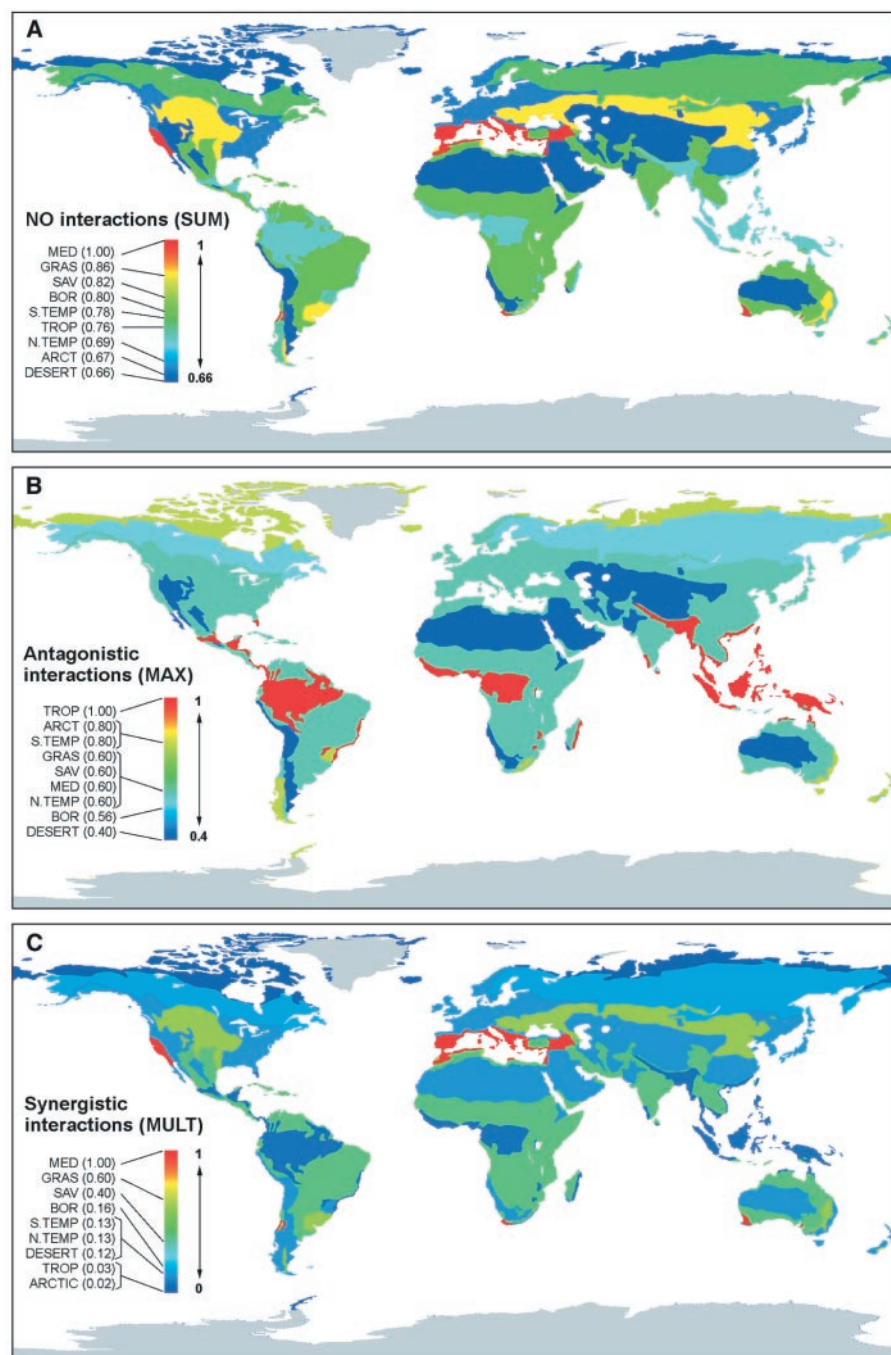 A
NO interactions (SUM)
MED (1.00)
GRAS (0.86)
SAV (0.82)
BOR (0.80)
S.TEMP (0.78)
TROP (0.76)
N.TEMP (0.69)
ARCT (0.67)
DESERT (0.66)
1
0.66
B
Antagonistic
interactions (MAX)
TROP (1.00)
ARCT (0.80)
S.TEMP (0.80)
GRAS (0.60)
SAV (0.60)
MED (0.60)
N.TEMP (0.60)
BOR (0.56)
DESERT (0.40)
1
0.4
C
Synergistic
interactions (MULT)
MED (1.00)
GRAS (0.60)
SAV (0.40)
BOR (0.16)
S.TEMP (0.13)
N.TEMP (0.13)
DESERT (0.12)
TROP (0.03)
ARCTIC (0.02)
1
0